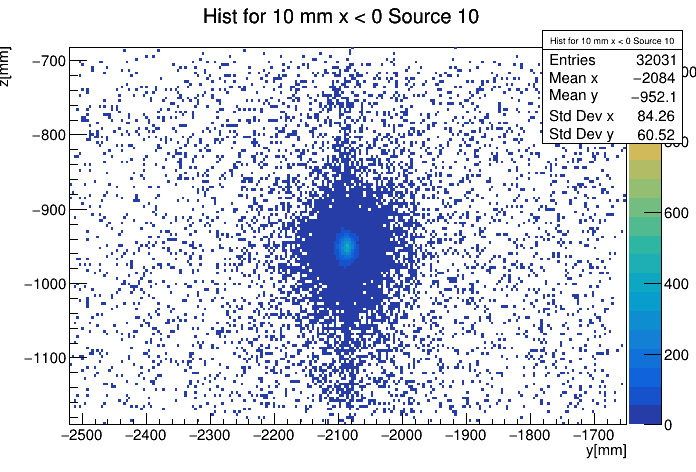 Hist for 10 mm x < 0 Source 10
Hist for 10 mm x < 0 Source 10
Entries 32031
Mean x −2084
Mean y −952.1
Std Dev x 84.26
Std Dev y 60.52
z[mm]
−700
−800
−900
−1000
−1100
600
400
200
0
−2500 −2400 −2300 −2200 −2100 −2000 −1900 −1800 −1700
y[mm]